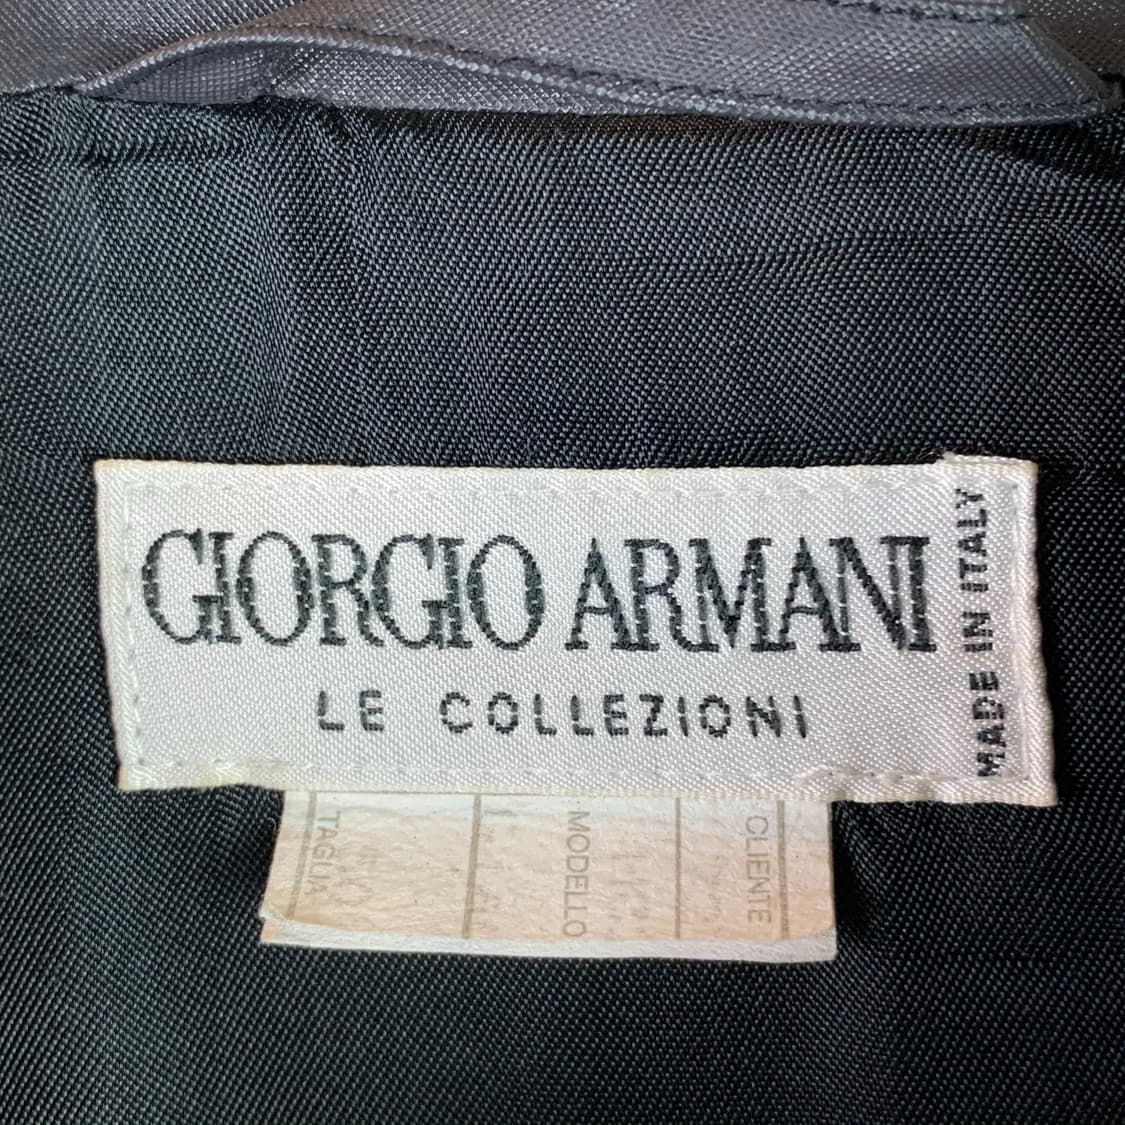 GIORGIO ARMANI
LE COLLEZIONI
MADE IN ITALY
TAGLIA
MODELLO
CLIENTE